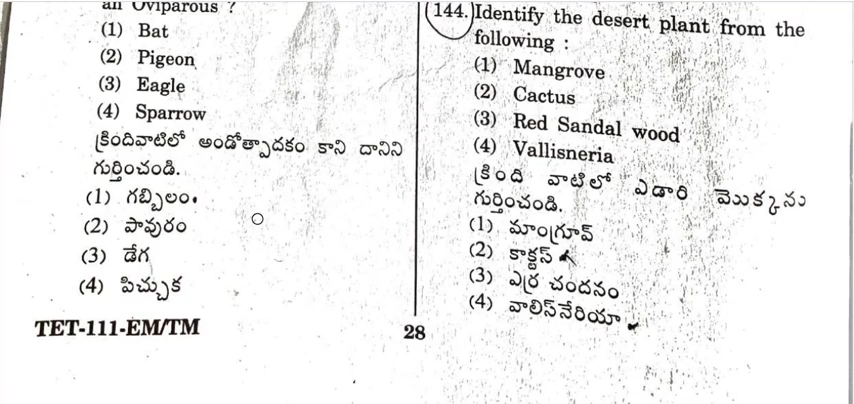 an Oviparous ?
(1) Bat
(2) Pigeon
(3) Eagle
(4) Sparrow
క్రిందివాటిలో అండోత్పాదకం కాని దానిని
గుర్తించండి.
(1) గబ్బిలం.
(2) పావురం
(3) డేగ
(4) పిచ్చుక
TET-111-EM/TM
144. Identify the desert plant from the
following :
(1) Mangrove
(2) Cactus
(3) Red Sandal wood
(4) Vallisneria
క్రింది వాటిలో ఎడారి మొక్కను
గుర్తించండి.
(1) మాంగ్రూవ్
(2) కాక్టస్
(3) ఎర్ర చందనం
(4) వాలిస్‌నేరియా
28